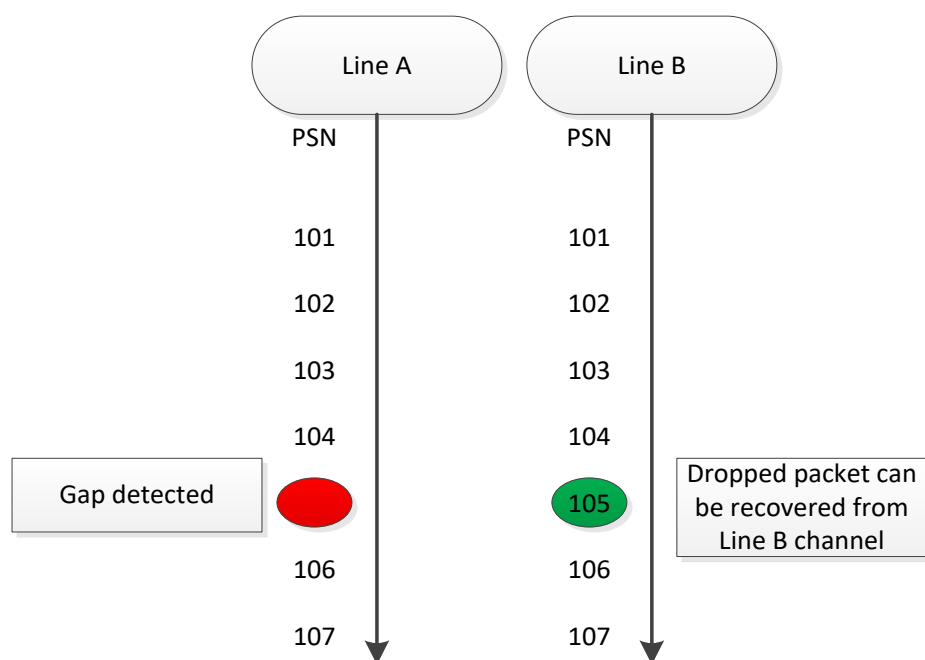 Line A
Line B
PSN
PSN
101
101
102
102
103
103
104
104
Gap detected
105
Dropped packet can
be recovered from
Line B channel
106
106
107
107